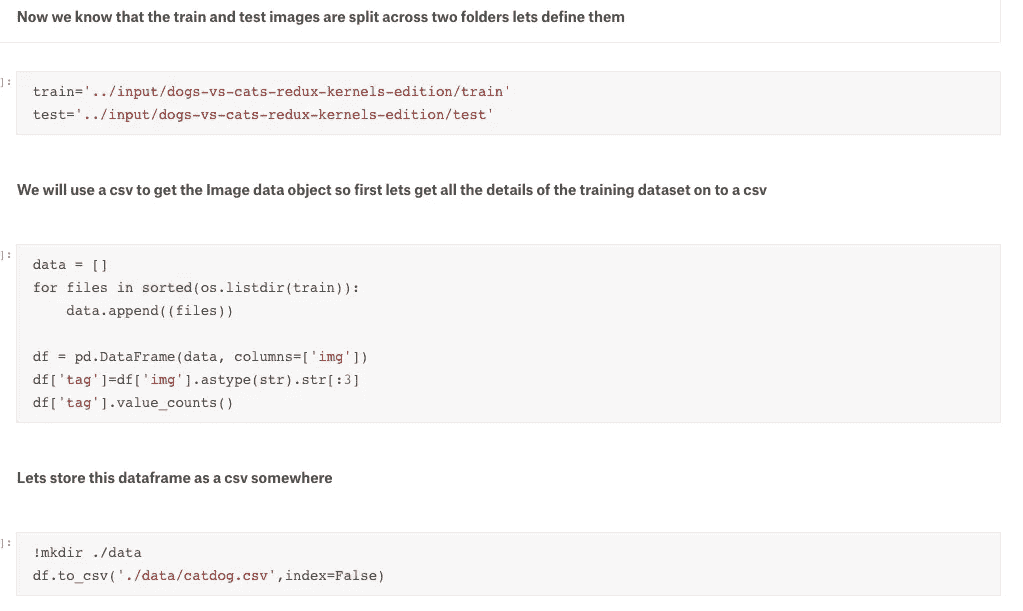 Now we know that the train and test images are split across two folders lets define them
]:
train='../input/dogs-vs-cats-redux-kernels-edition/train'
test='../input/dogs-vs-cats-redux-kernels-edition/test'
We will use a csv to get the Image data object so first lets get all the details of the training dataset on to a csv
]:
data = []
for files in sorted(os.listdir(train)):
    data.append((files))
df = pd.DataFrame(data, columns=['img'])
df['tag']=df['img'].astype(str).str[:3]
df['tag'].value_counts()
Lets store this dataframe as a csv somewhere
]:
!mkdir ./data
df.to_csv('./data/catdog.csv',index=False)